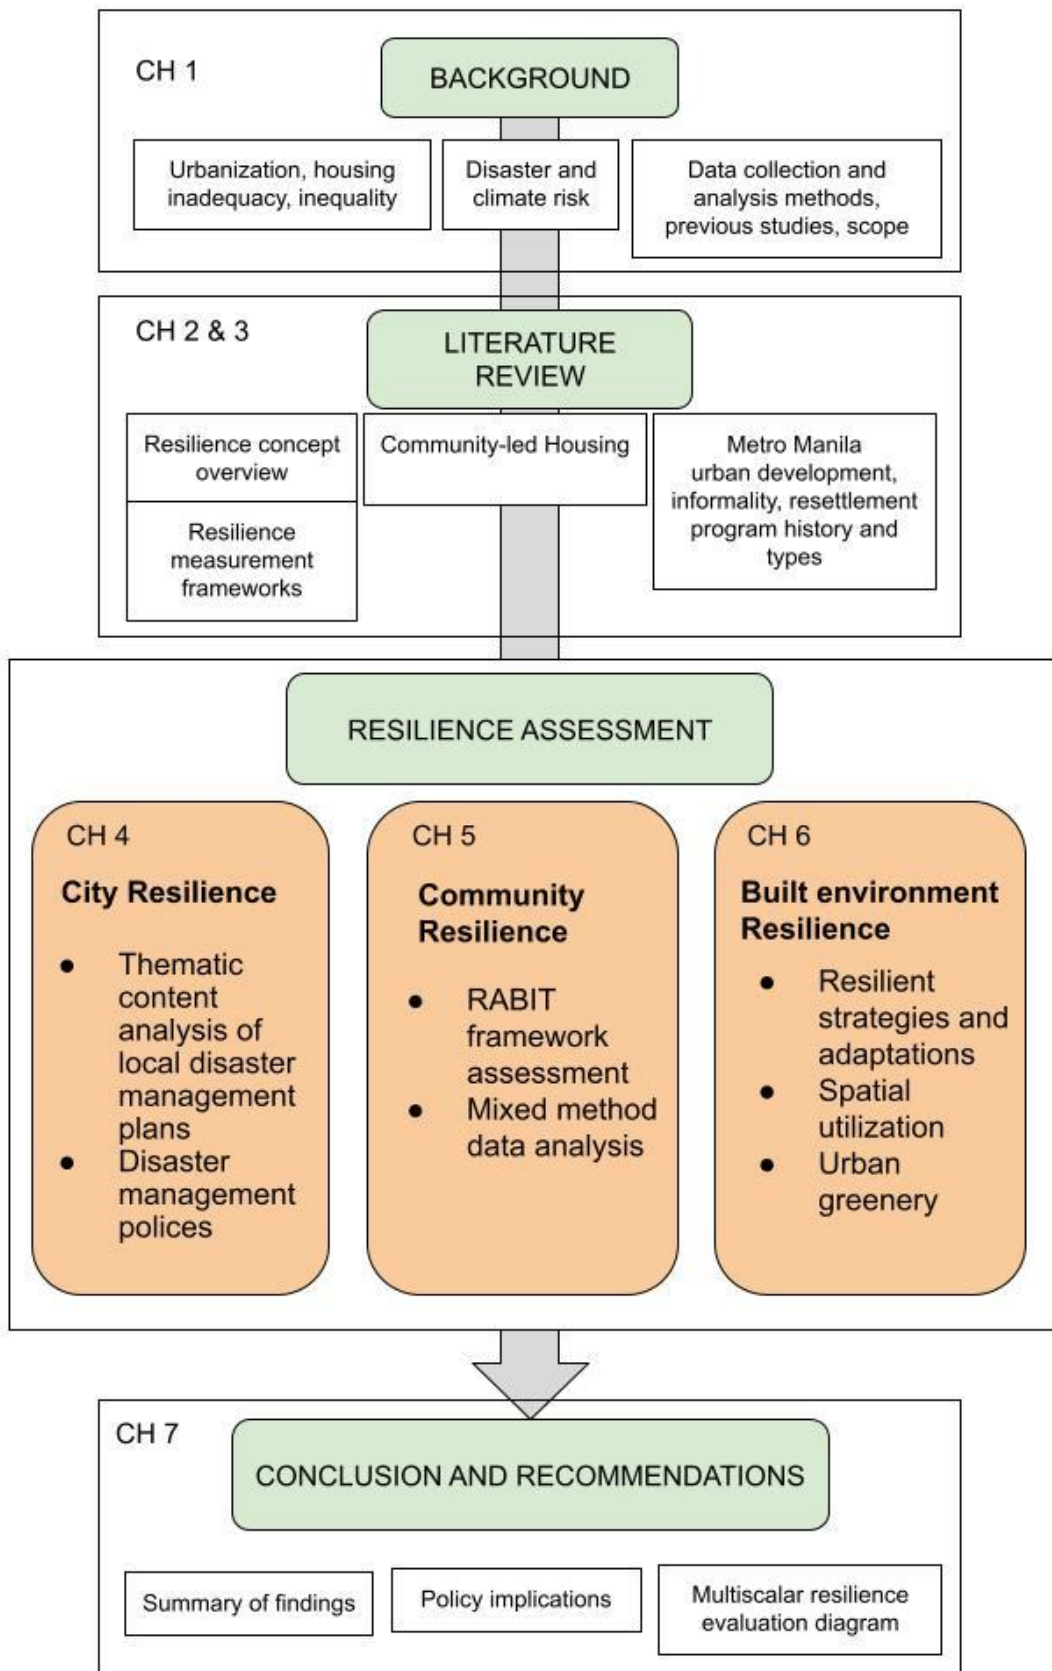 CH 1
BACKGROUND
Urbanization, housing
inadequacy, inequality
Disaster and
climate risk
Data collection and
analysis methods,
previous studies, scope
CH 2 & 3
LITERATURE
REVIEW
Resilience concept
overview
Resilience
measurement
frameworks
Community-led Housing
Metro Manila
urban development,
informality, resettlement
program history and
types
RESILIENCE ASSESSMENT
CH 4
City Resilience
● Thematic
content
analysis of
local disaster
management
plans
● Disaster
management
polices
CH 5
Community
Resilience
● RABIT
framework
assessment
● Mixed method
data analysis
CH 6
Built environment
Resilience
● Resilient
strategies and
adaptations
● Spatial
utilization
● Urban
greenery
CH 7
CONCLUSION AND RECOMMENDATIONS
Summary of findings
Policy implications
Multiscalar resilience
evaluation diagram